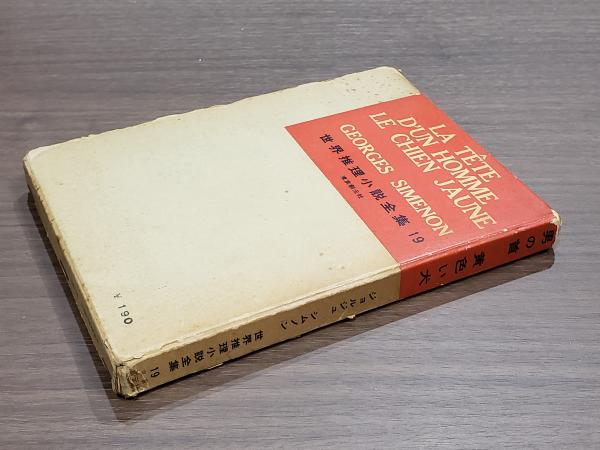 LA TÊTE
D'UN HOMME
LE CHIEN JAUNE
GEORGES SIMENON
世界推理小説全集 19
東京創元社
男の首
黄色い犬
ジョルジュ シムノン
世界推理小説全集 19
K 190